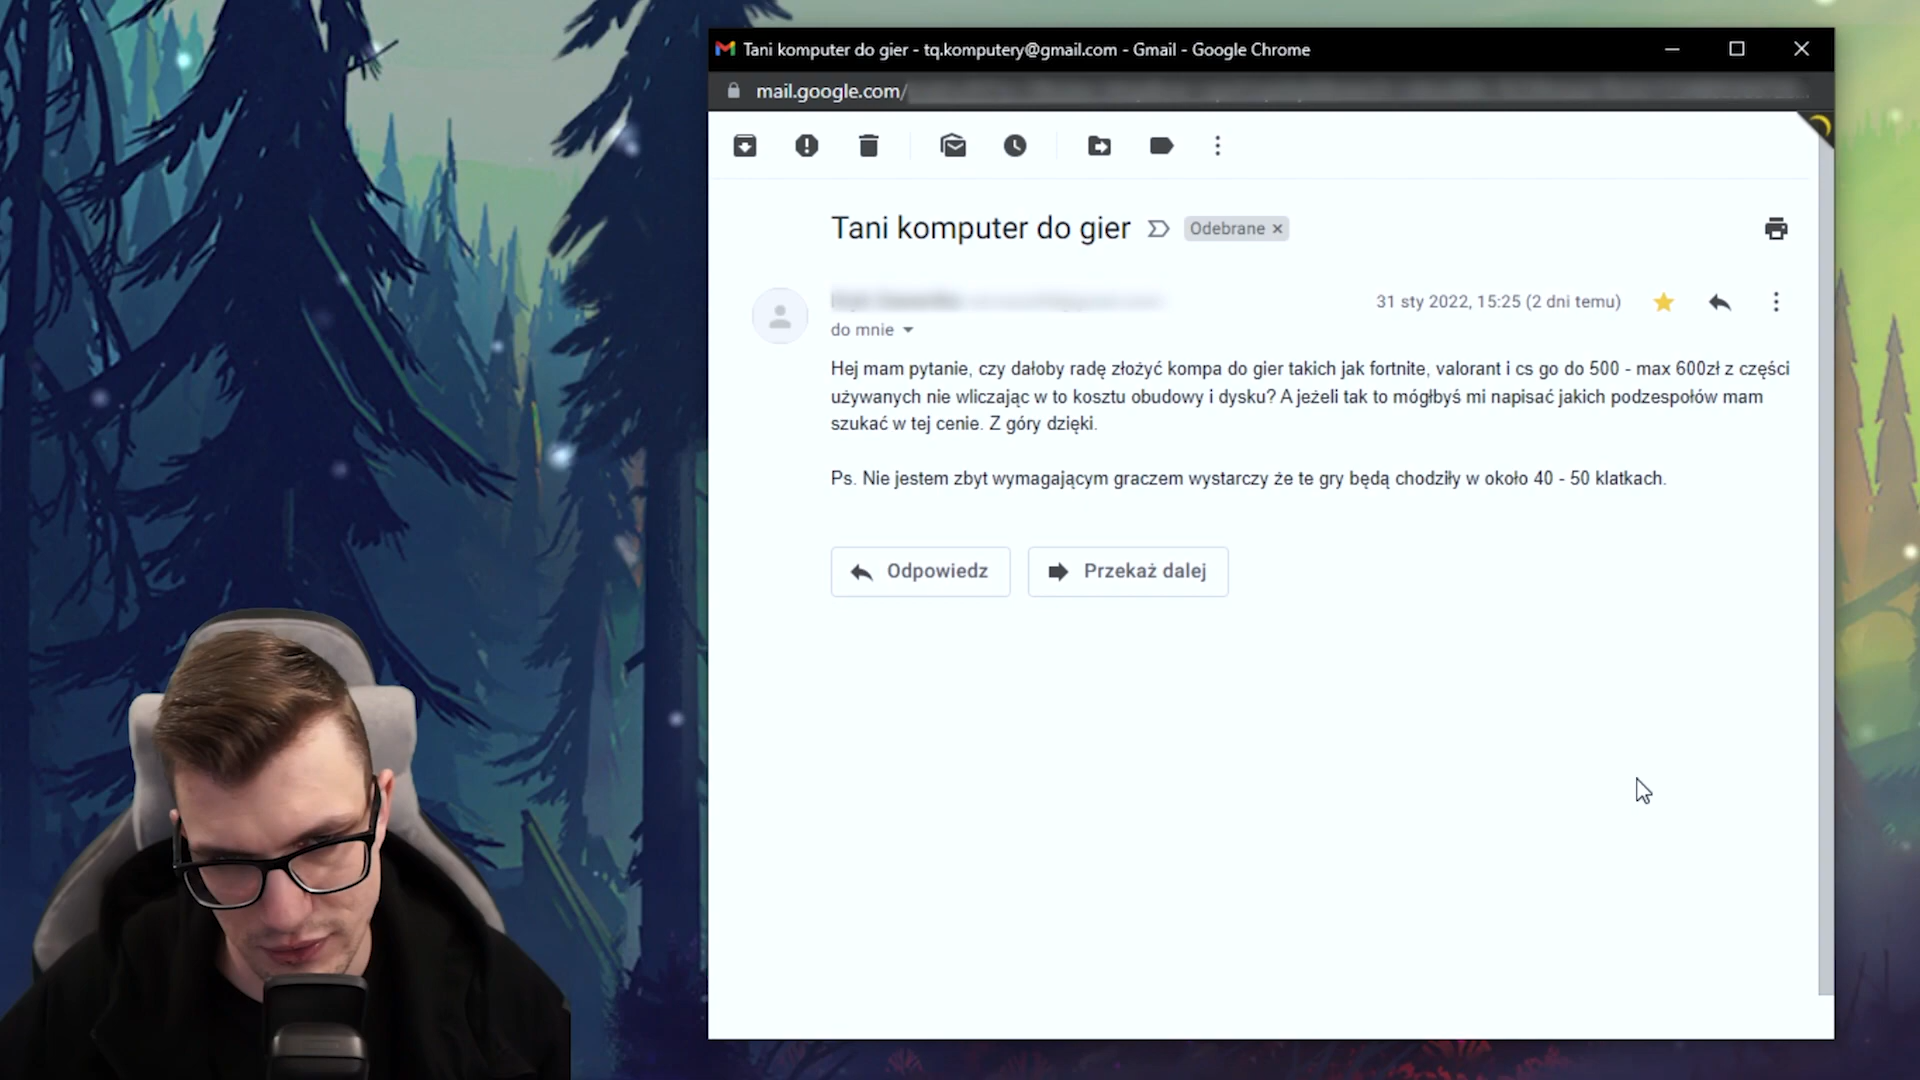 Tani komputer do gier - tq.komputery@gmail.com - Gmail - Google Chrome
mail.google.com/
Tani komputer do gier
Odebrane ×
31 sty 2022, 15:25 (2 dni temu)
do mnie
Hej mam pytanie, czy dałoby radę złożyć kompa do gier takich jak fortnite, valorant i cs go do 500 - max 600zł z części
używanych nie wliczając w to kosztu obudowy i dysku? A jeżeli tak to mógłbyś mi napisać jakich podzespołów mam
szukać w tej cenie. Z góry dzięki.
Ps. Nie jestem zbyt wymagającym graczem wystarczy że te gry będą chodziły w około 40 - 50 klatkach.
Odpowiedz
Przekaż dalej